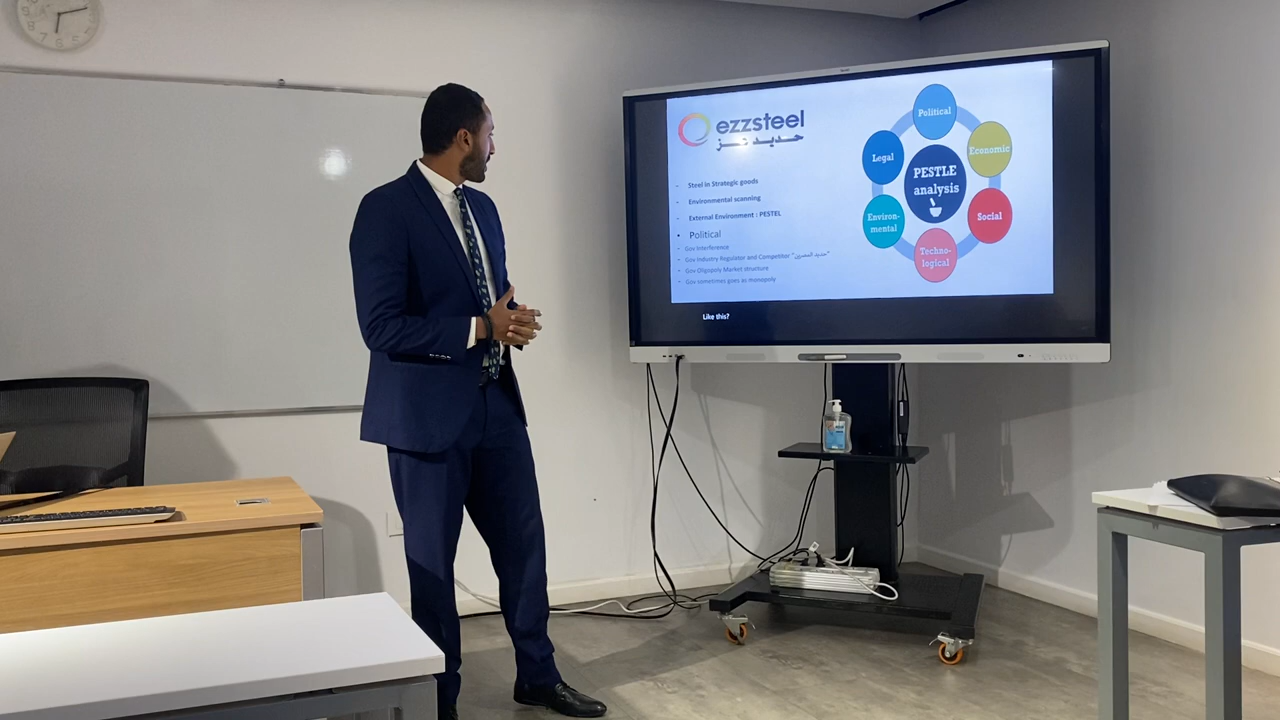 ezzsteel
حديد عز
- Steel in Strategic goods
- Environmental scanning
- External Environment : PESTEL
• Political
- Gov Interference
- Gov Industry Regulator and Competitor "حديد المصريين"
- Gov Oligopoly Market structure
- Gov sometimes goes as monopoly
Political
Economic
Social
Techno-
logical
Environ-
mental
Legal
PESTLE
analysis
Like this?